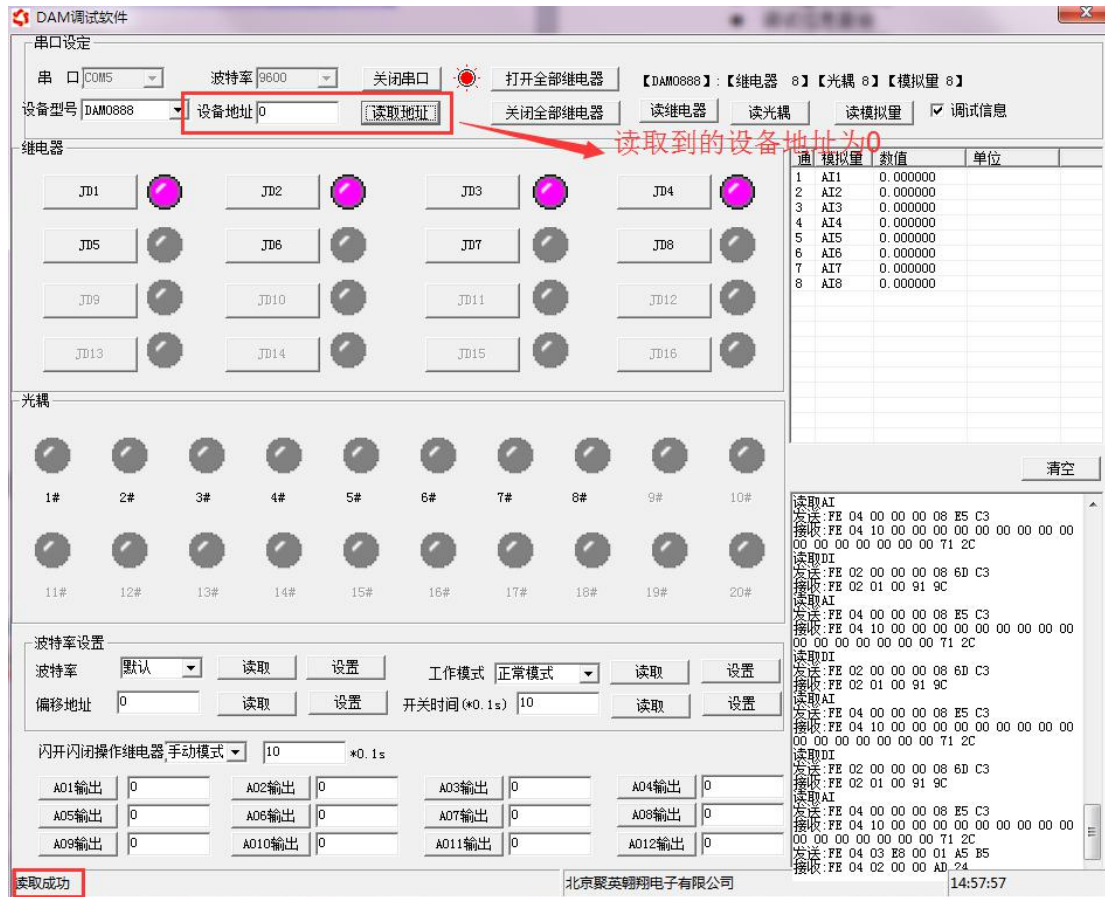 DAM调试软件
串口设定
串 口 COM5 波特率 9600 关闭串口 打开全部继电器 【DAM0888】:【继电器 8】【光耦 8】【模拟量 8】
设备型号 DAM0888 设备地址 0 读取地址 关闭全部继电器 读继电器 读光耦 读模拟量 调试信息
读取到的设备地址为0
继电器
通 模拟量 数值 单位
1 AI1 0.000000
2 AI2 0.000000
3 AI3 0.000000
4 AI4 0.000000
5 AI5 0.000000
6 AI6 0.000000
7 AI7 0.000000
8 AI8 0.000000
JD1 JD2 JD3 JD4
JD5 JD6 JD7 JD8
JD9 JD10 JD11 JD12
JD13 JD14 JD15 JD16
光耦
1# 2# 3# 4# 5# 6# 7# 8# 9# 10#
11# 12# 13# 14# 15# 16# 17# 18# 19# 20#
清空
读取AI
发送:FE 04 00 00 00 08 E5 C3
接收:FE 04 10 00 00 00 00 00 00 00 00 00 00
00 00 00 00 00 00 00 71 2C
读取DI
发送:FE 02 00 00 00 08 6D C3
接收:FE 02 01 00 91 9C
读取AI
发送:FE 04 00 00 00 08 E5 C3
接收:FE 04 10 00 00 00 00 00 00 00 00 00 00
00 00 00 00 00 00 00 71 2C
读取DI
发送:FE 02 00 00 00 08 6D C3
接收:FE 02 01 00 91 9C
读取AI
发送:FE 04 00 00 00 08 E5 C3
接收:FE 04 10 00 00 00 00 00 00 00 00 00 00
00 00 00 00 00 00 00 71 2C
读取DI
发送:FE 02 00 00 00 08 6D C3
接收:FE 02 01 00 91 9C
读取AI
发送:FE 04 00 00 00 08 E5 C3
接收:FE 04 10 00 00 00 00 00 00 00 00 00 00
00 00 00 00 00 00 00 71 2C
发送:FE 04 03 E8 00 01 A5 B5
接收:FE 04 02 00 00 AD 24
波特率设置
波特率 默认 读取 设置 工作模式 正常模式 读取 设置
偏移地址 0 读取 设置 开关时间(*0.1s) 10 读取 设置
闪开闪闭操作继电器 手动模式 10 *0.1s
AO1输出 0 AO2输出 0 AO3输出 0 AO4输出 0
AO5输出 0 AO6输出 0 AO7输出 0 AO8输出 0
AO9输出 0 AO10输出 0 AO11输出 0 AO12输出 0
读取成功 北京聚英翱翔电子有限公司 14:57:57